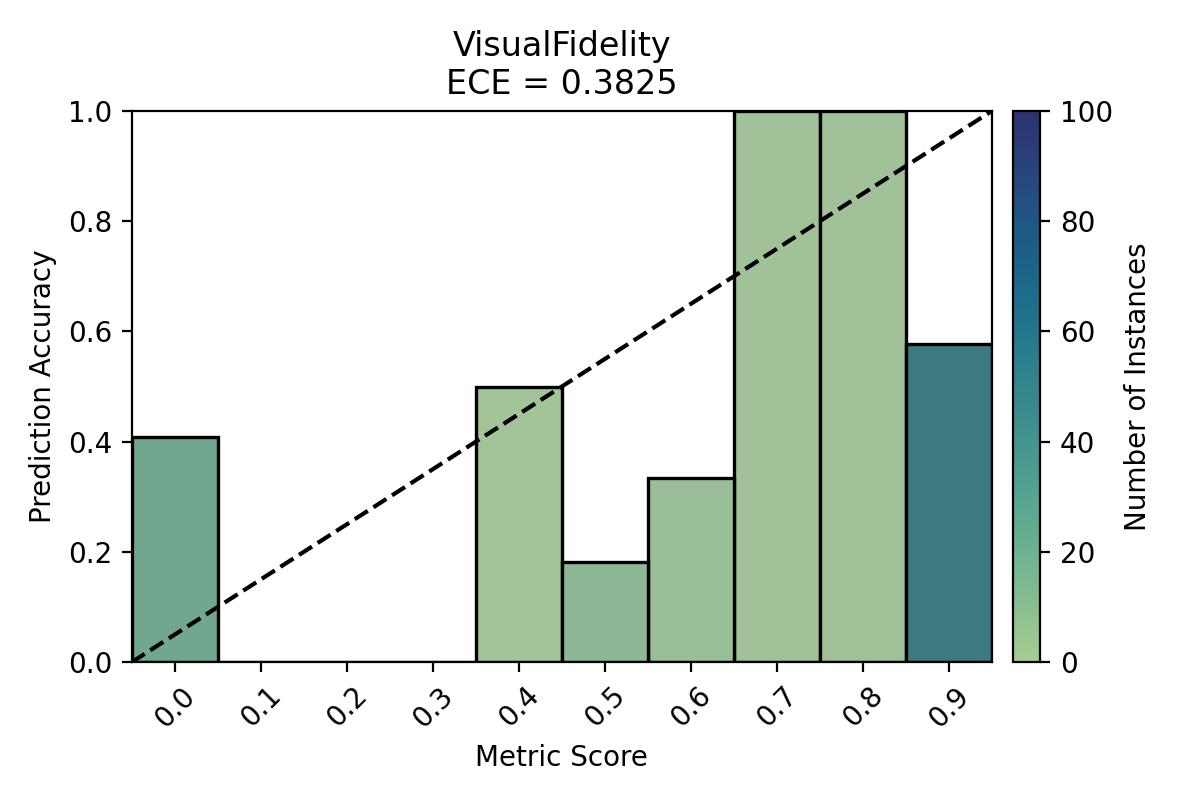 VisualFidelity
ECE = 0.3825
Prediction Accuracy
1.0
0.8
0.6
0.4
0.2
0.0
0.0 0.1 0.2 0.3 0.4 0.5 0.6 0.7 0.8 0.9
Metric Score
100
80
60
40
20
0
Number of Instances